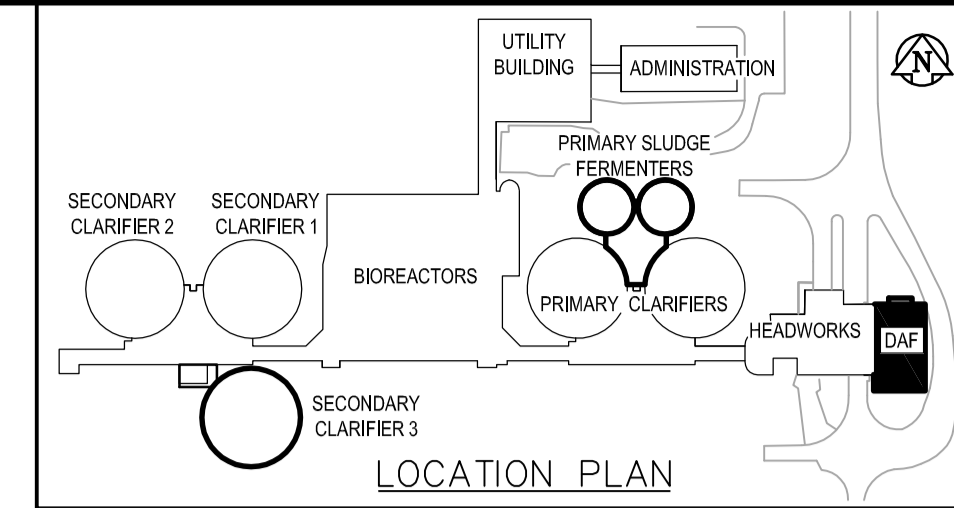 UTILITY
BUILDING
ADMINISTRATION
N
PRIMARY SLUDGE
FERMENTERS
SECONDARY
CLARIFIER 2
SECONDARY
CLARIFIER 1
BIOREACTORS
PRIMARY CLARIFIERS
HEADWORKS
DAF
SECONDARY
CLARIFIER 3
LOCATION PLAN